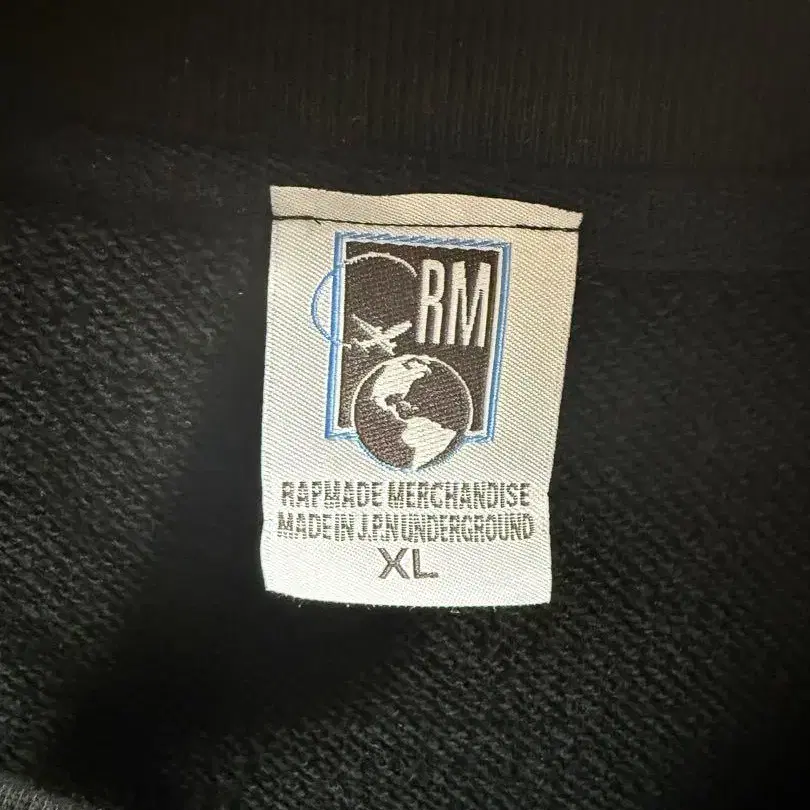 RM
RAPMADE MERCHANDISE
MADE IN J.P.N UNDERGROUND
XL